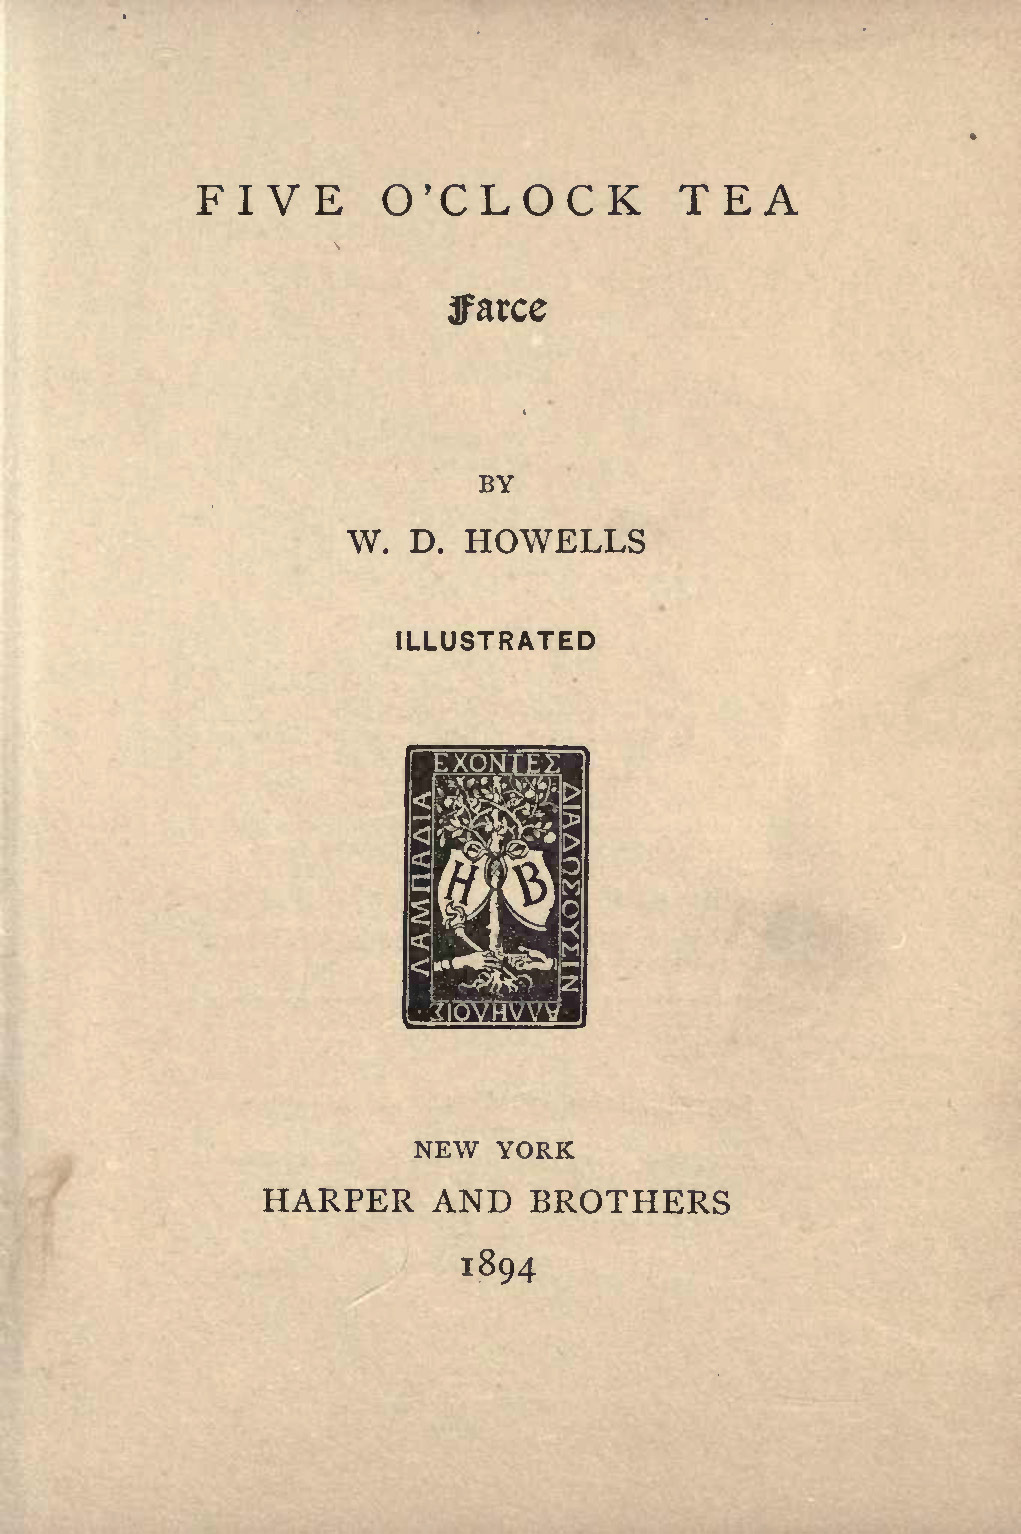 FIVE O'CLOCK TEA
Farce
BY
W. D. HOWELLS
ILLUSTRATED
ΛΑΜΠΑΔΙΑ
ΕΧΟΝΤΕΣ
ΔΙΑΔΩΣΟΥΣΙΝ
ΑΛΛΗΛΟΙΣ
H B
NEW YORK
HARPER AND BROTHERS
1894